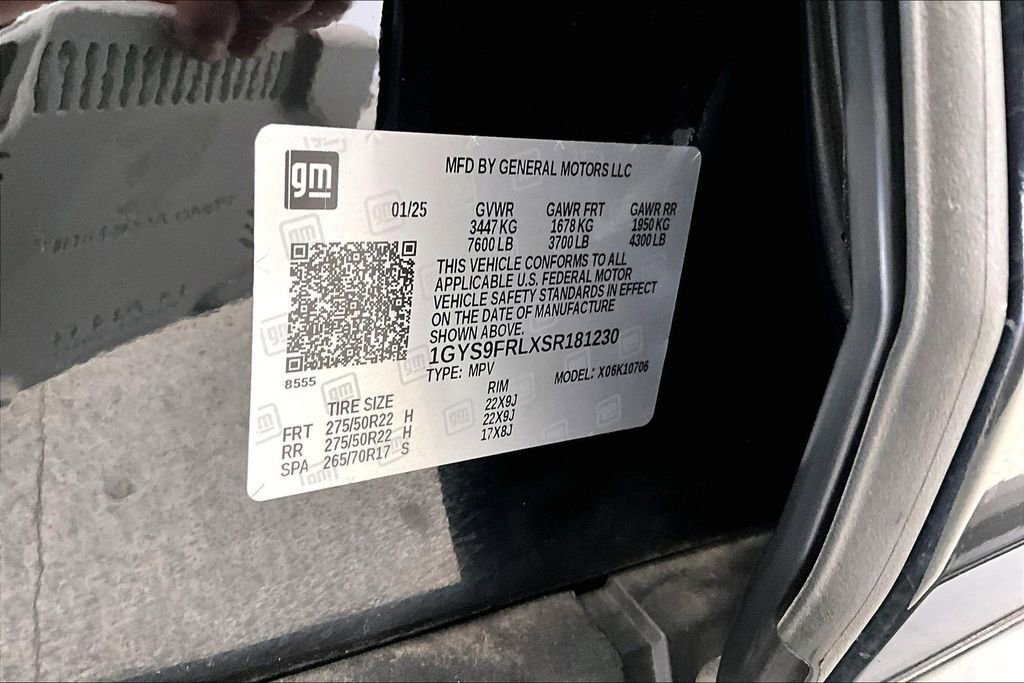 gm
MFD BY GENERAL MOTORS LLC
01/25 GVWR GAWR FRT GAWR RR
3447 KG 1678 KG 1950 KG
7600 LB 3700 LB 4300 LB
THIS VEHICLE CONFORMS TO ALL
APPLICABLE U.S. FEDERAL MOTOR
VEHICLE SAFETY STANDARDS IN EFFECT
ON THE DATE OF MANUFACTURE
SHOWN ABOVE.
1GYS9FRLXSR181230
TYPE: MPV MODEL: X06K10706
8555
TIRE SIZE RIM
FRT 275/50R22 H 22X9J
RR 275/50R22 H 22X9J
SPA 265/70R17 S 17X8J